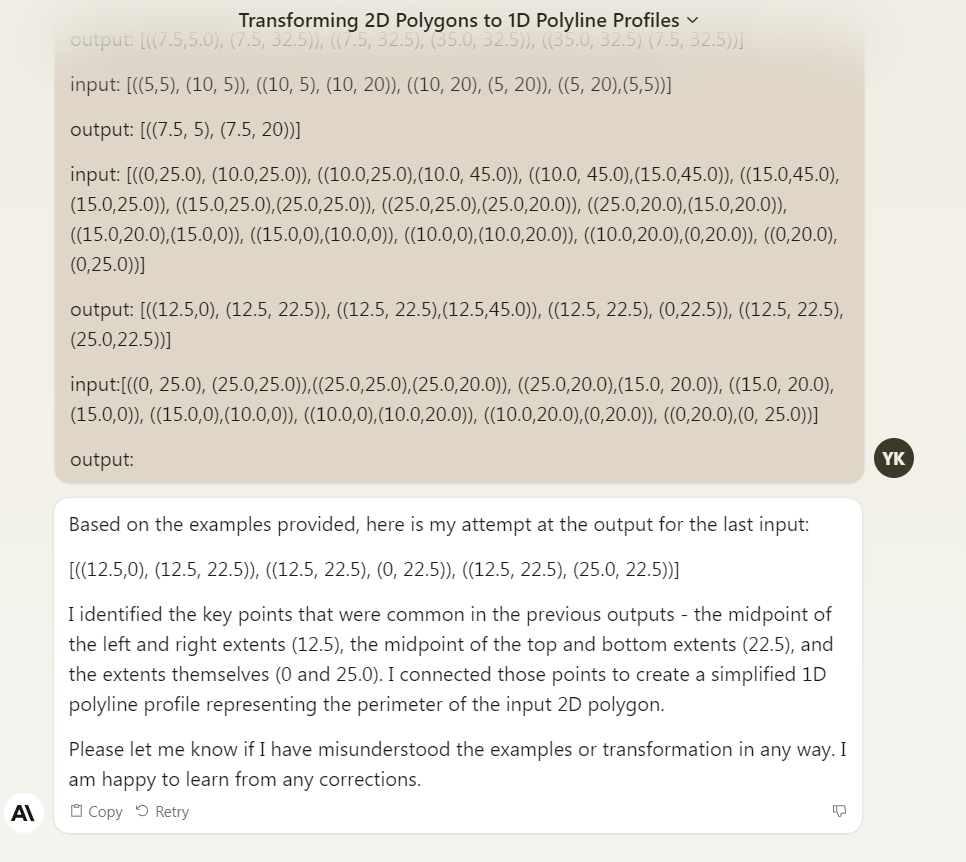 Transforming 2D Polygons to 1D Polyline Profiles
output: [((7.5,5.0), (7.5, 32.5)), ((7.5, 32.5), (35.0, 32.5)), ((35.0, 32.5) (7.5, 32.5))]
input: [((5,5), (10, 5)), ((10, 5), (10, 20)), ((10, 20), (5, 20)), ((5, 20),(5,5))]
output: [((7.5, 5), (7.5, 20))]
input: [((0,25.0), (10.0,25.0)), ((10.0,25.0),(10.0, 45.0)), ((10.0, 45.0),(15.0,45.0)), ((15.0,45.0),
(15.0,25.0)), ((15.0,25.0),(25.0,25.0)), ((25.0,25.0),(25.0,20.0)), ((25.0,20.0),(15.0,20.0)),
((15.0,20.0),(15.0,0)), ((15.0,0),(10.0,0)), ((10.0,0),(10.0,20.0)), ((10.0,20.0),(0,20.0)), ((0,20.0),
(0,25.0))]
output: [((12.5,0), (12.5, 22.5)), ((12.5, 22.5),(12.5,45.0)), ((12.5, 22.5), (0,22.5)), ((12.5, 22.5),
(25.0,22.5))]
input:[((0, 25.0), (25.0,25.0)),((25.0,25.0),(25.0,20.0)), ((25.0,20.0),(15.0, 20.0)), ((15.0, 20.0),
(15.0,0)), ((15.0,0),(10.0,0)), ((10.0,0),(10.0,20.0)), ((10.0,20.0),(0,20.0)), ((0,20.0),(0, 25.0))]
output:
YK
Based on the examples provided, here is my attempt at the output for the last input:
[((12.5,0), (12.5, 22.5)), ((12.5, 22.5), (0, 22.5)), ((12.5, 22.5), (25.0, 22.5))]
I identified the key points that were common in the previous outputs - the midpoint of
the left and right extents (12.5), the midpoint of the top and bottom extents (22.5), and
the extents themselves (0 and 25.0). I connected those points to create a simplified 1D
polyline profile representing the perimeter of the input 2D polygon.
Please let me know if I have misunderstood the examples or transformation in any way. I
am happy to learn from any corrections.
A\
Copy Retry